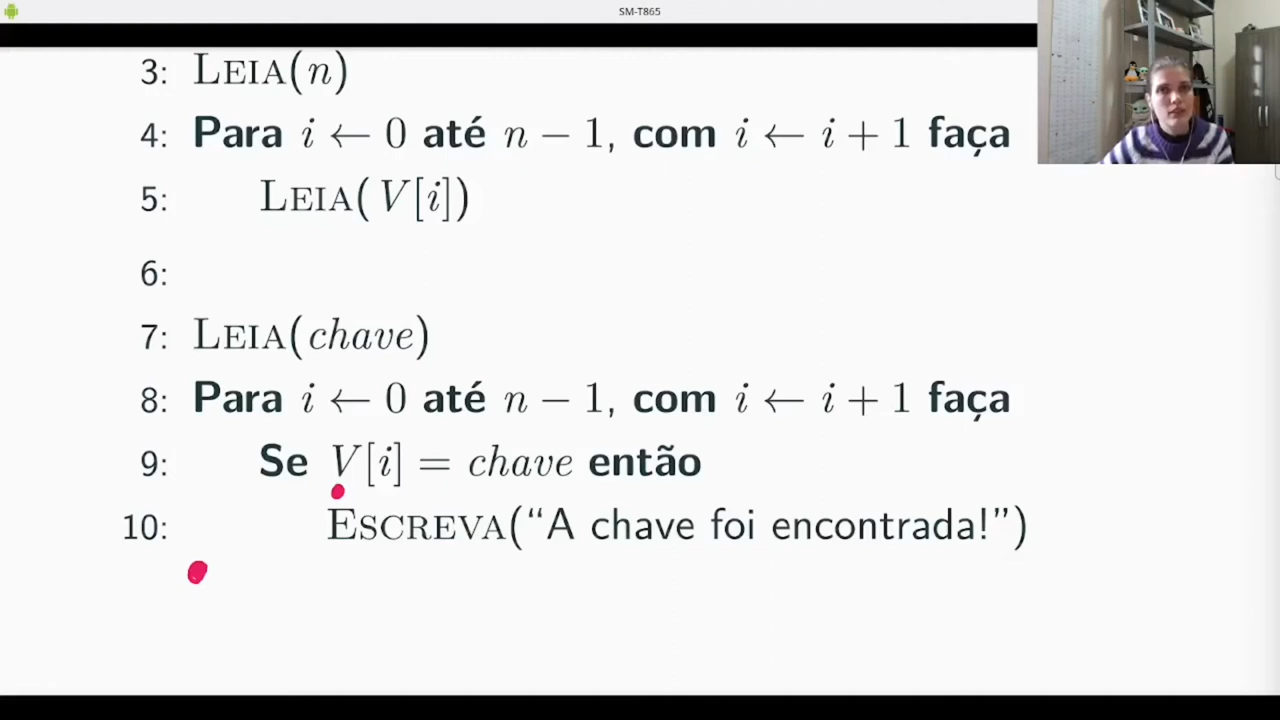 SM-T865
3: LEIA(n)
4: Para i ← 0 até n − 1, com i ← i + 1 faça
5: LEIA(V[i])
6:
7: LEIA(chave)
8: Para i ← 0 até n − 1, com i ← i + 1 faça
9: Se V[i] = chave então
10: ESCREVA(“A chave foi encontrada!”)